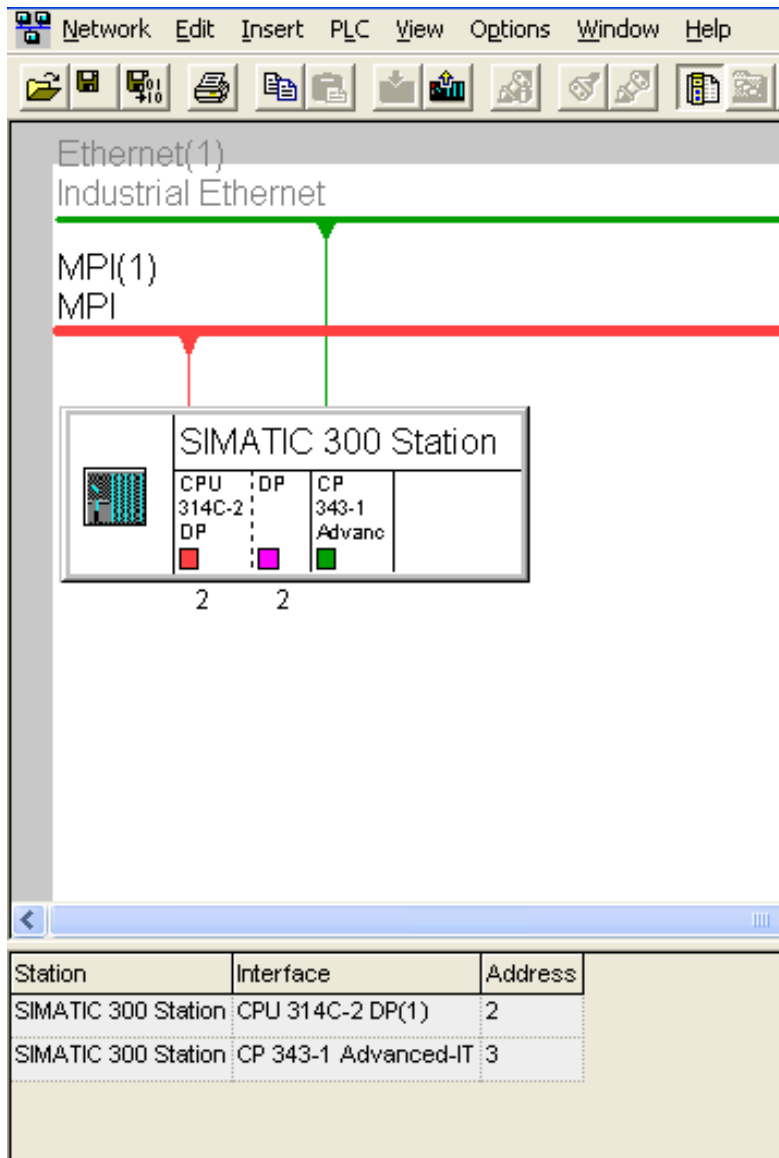 Network Edit Insert PLC View Options Window Help
Ethernet(1)
Industrial Ethernet
MPI(1)
MPI
SIMATIC 300 Station
CPU 314C-2 DP
DP
CP 343-1 Advanc
2 2
Station Interface Address
SIMATIC 300 Station CPU 314C-2 DP(1) 2
SIMATIC 300 Station CP 343-1 Advanced-IT 3